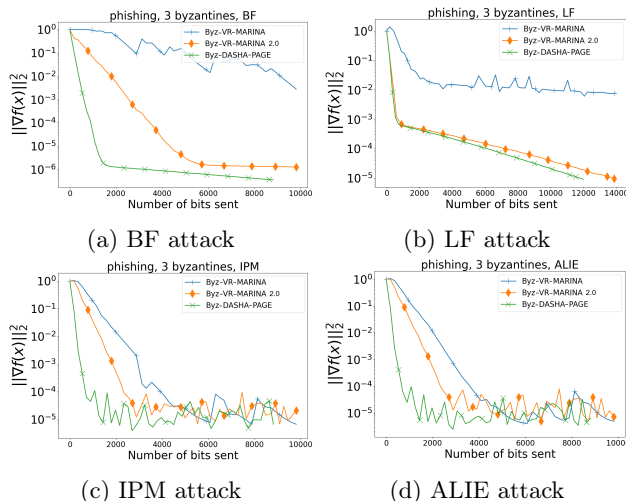 phishing, 3 byzantines, BF
Byz-VR-MARINA
Byz-VR-MARINA 2.0
Byz-DASHA-PAGE
||∇f(x)||₂²
10⁰
10⁻¹
10⁻²
10⁻³
10⁻⁴
10⁻⁵
10⁻⁶
0 2000 4000 6000 8000 10000
Number of bits sent
(a) BF attack
phishing, 3 byzantines, LF
Byz-VR-MARINA
Byz-VR-MARINA 2.0
Byz-DASHA-PAGE
||∇f(x)||₂²
10⁰
10⁻¹
10⁻²
10⁻³
10⁻⁴
10⁻⁵
0 2000 4000 6000 8000 10000 12000 14000
Number of bits sent
(b) LF attack
phishing, 3 byzantines, IPM
Byz-VR-MARINA
Byz-VR-MARINA 2.0
Byz-DASHA-PAGE
||∇f(x)||₂²
10⁰
10⁻¹
10⁻²
10⁻³
10⁻⁴
10⁻⁵
0 2000 4000 6000 8000 10000
Number of bits sent
(c) IPM attack
phishing, 3 byzantines, ALIE
Byz-VR-MARINA
Byz-VR-MARINA 2.0
Byz-DASHA-PAGE
||∇f(x)||₂²
10⁰
10⁻¹
10⁻²
10⁻³
10⁻⁴
10⁻⁵
0 2000 4000 6000 8000 10000
Number of bits sent
(d) ALIE attack